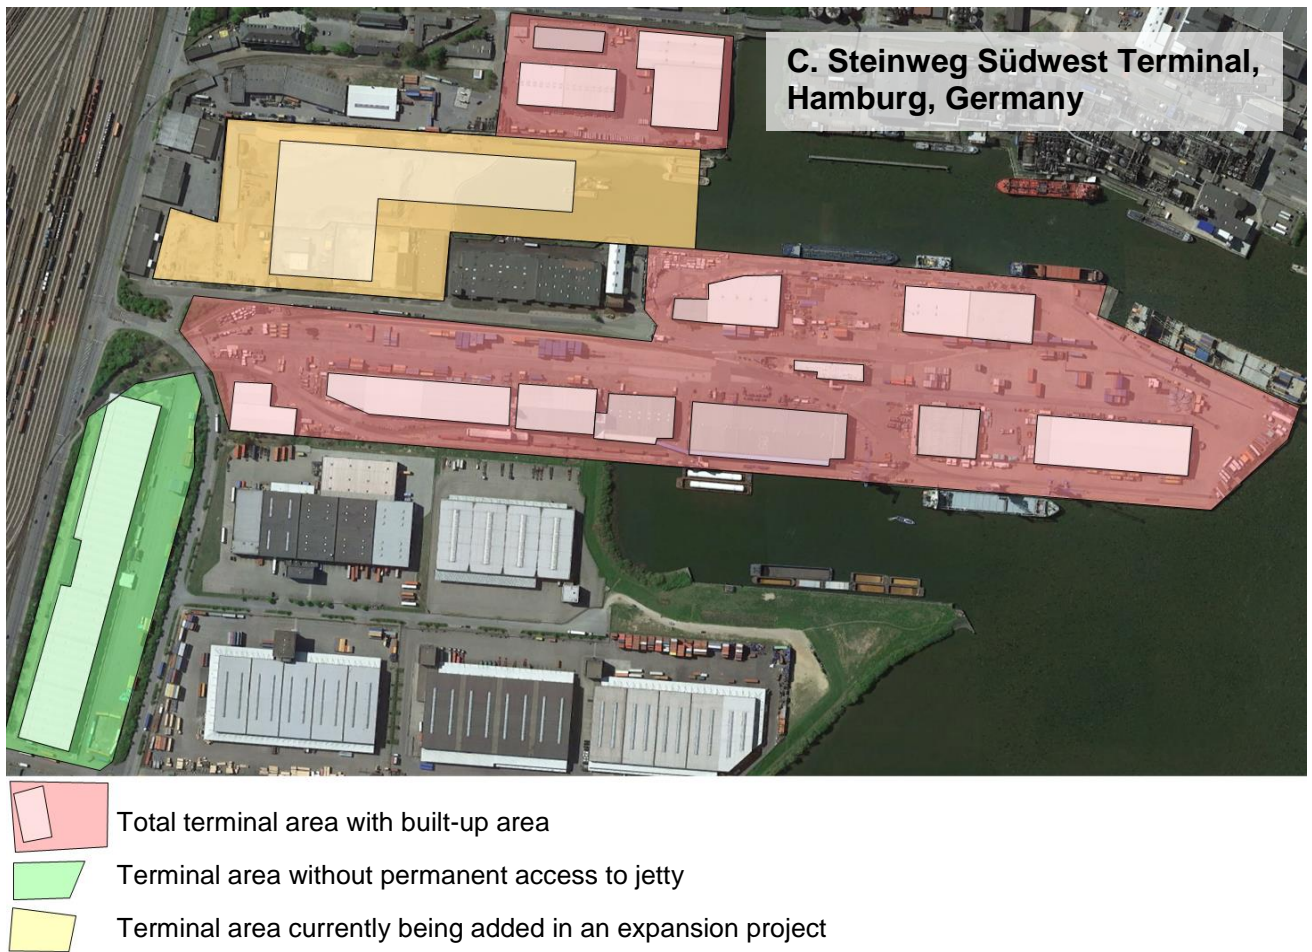 C. Steinweg Südwest Terminal,
Hamburg, Germany
Total terminal area with built-up area
Terminal area without permanent access to jetty
Terminal area currently being added in an expansion project